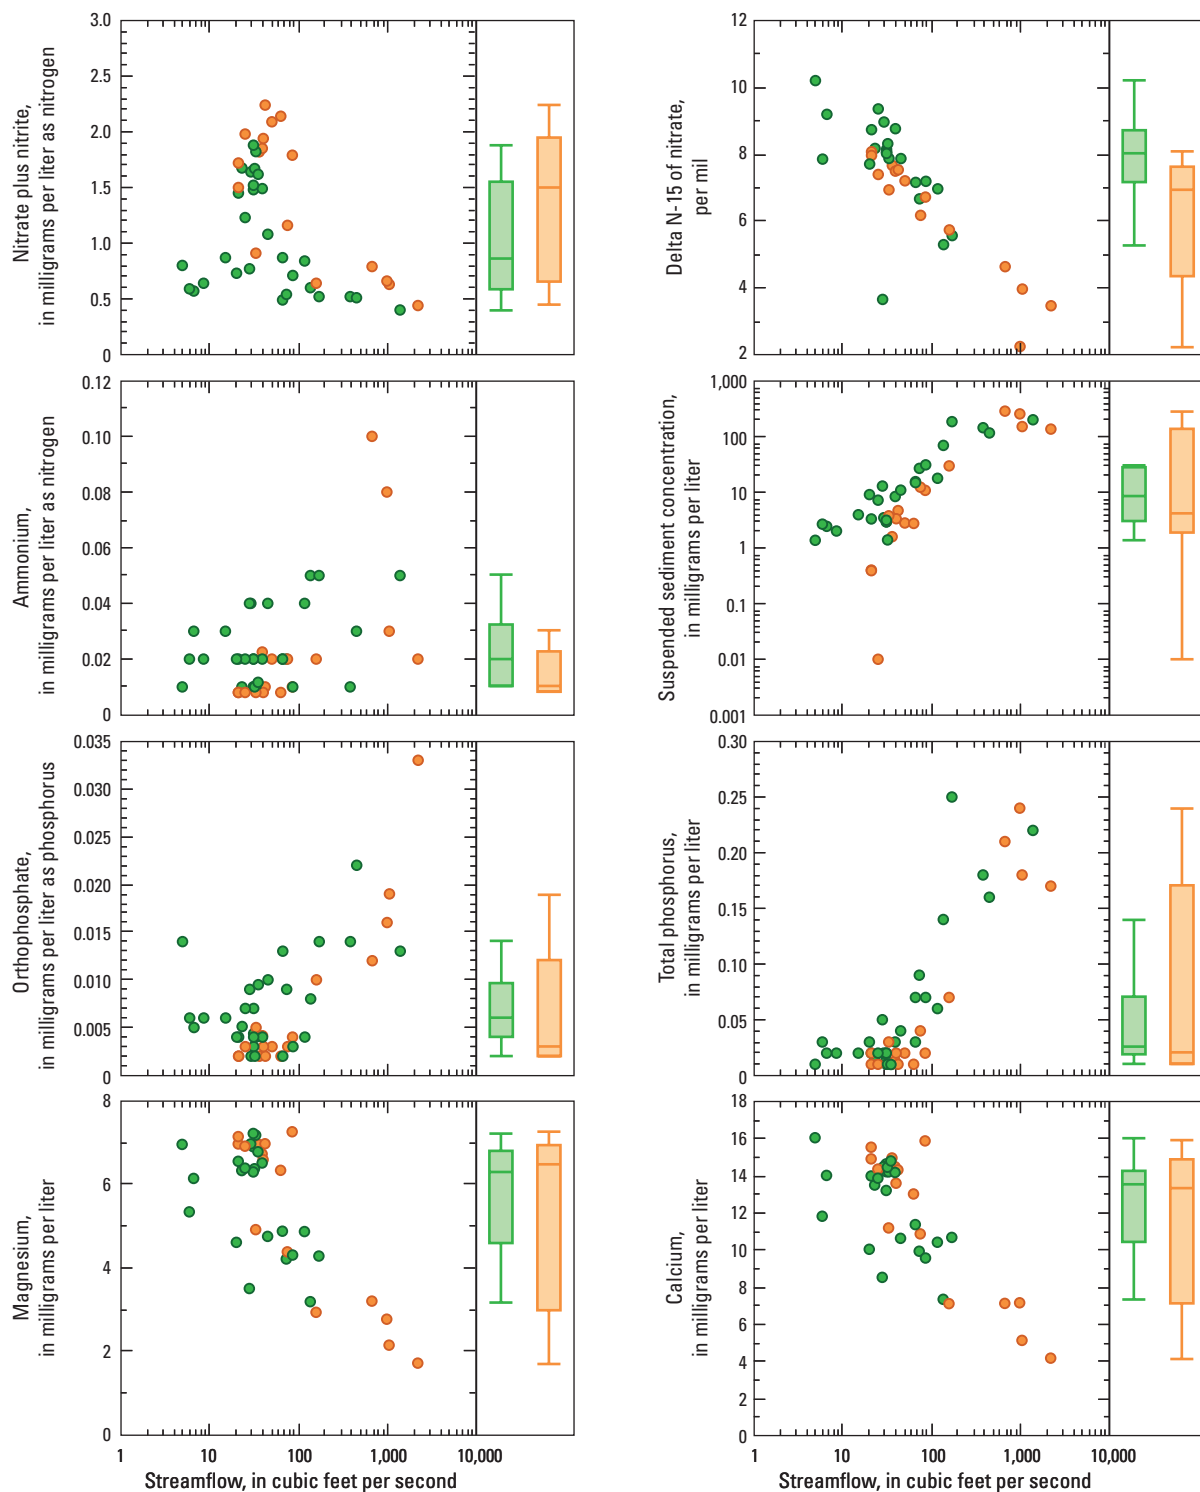 Nitrate plus nitrite,
in milligrams per liter as nitrogen
3.0
2.5
2.0
1.5
1.0
0.5
0
Delta N-15 of nitrate,
per mil
12
10
8
6
4
2
Ammonium,
in milligrams per liter as nitrogen
0.12
0.10
0.08
0.06
0.04
0.02
0
Suspended sediment concentration,
in milligrams per liter
1,000
100
10
1
0.1
0.01
0.001
Orthophosphate,
in milligrams per liter as phosphorus
0.035
0.030
0.025
0.020
0.015
0.010
0.005
0
Total phosphorus,
in milligrams per liter
0.30
0.25
0.20
0.15
0.10
0.05
0
Magnesium,
in milligrams per liter
8
6
4
2
0
1 10 100 1,000 10,000
Streamflow, in cubic feet per second
Calcium,
in milligrams per liter
18
16
14
12
10
8
6
4
2
0
1 10 100 1,000 10,000
Streamflow, in cubic feet per second